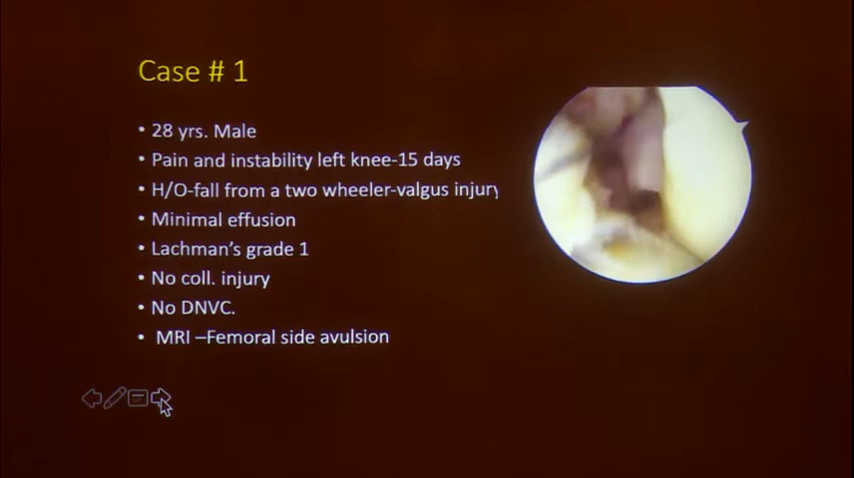 Case # 1
• 28 yrs. Male
• Pain and instability left knee-15 days
• H/O-fall from a two wheeler-valgus injury
• Minimal effusion
• Lachman's grade 1
• No coll. injury
• No DNVC.
• MRI –Femoral side avulsion